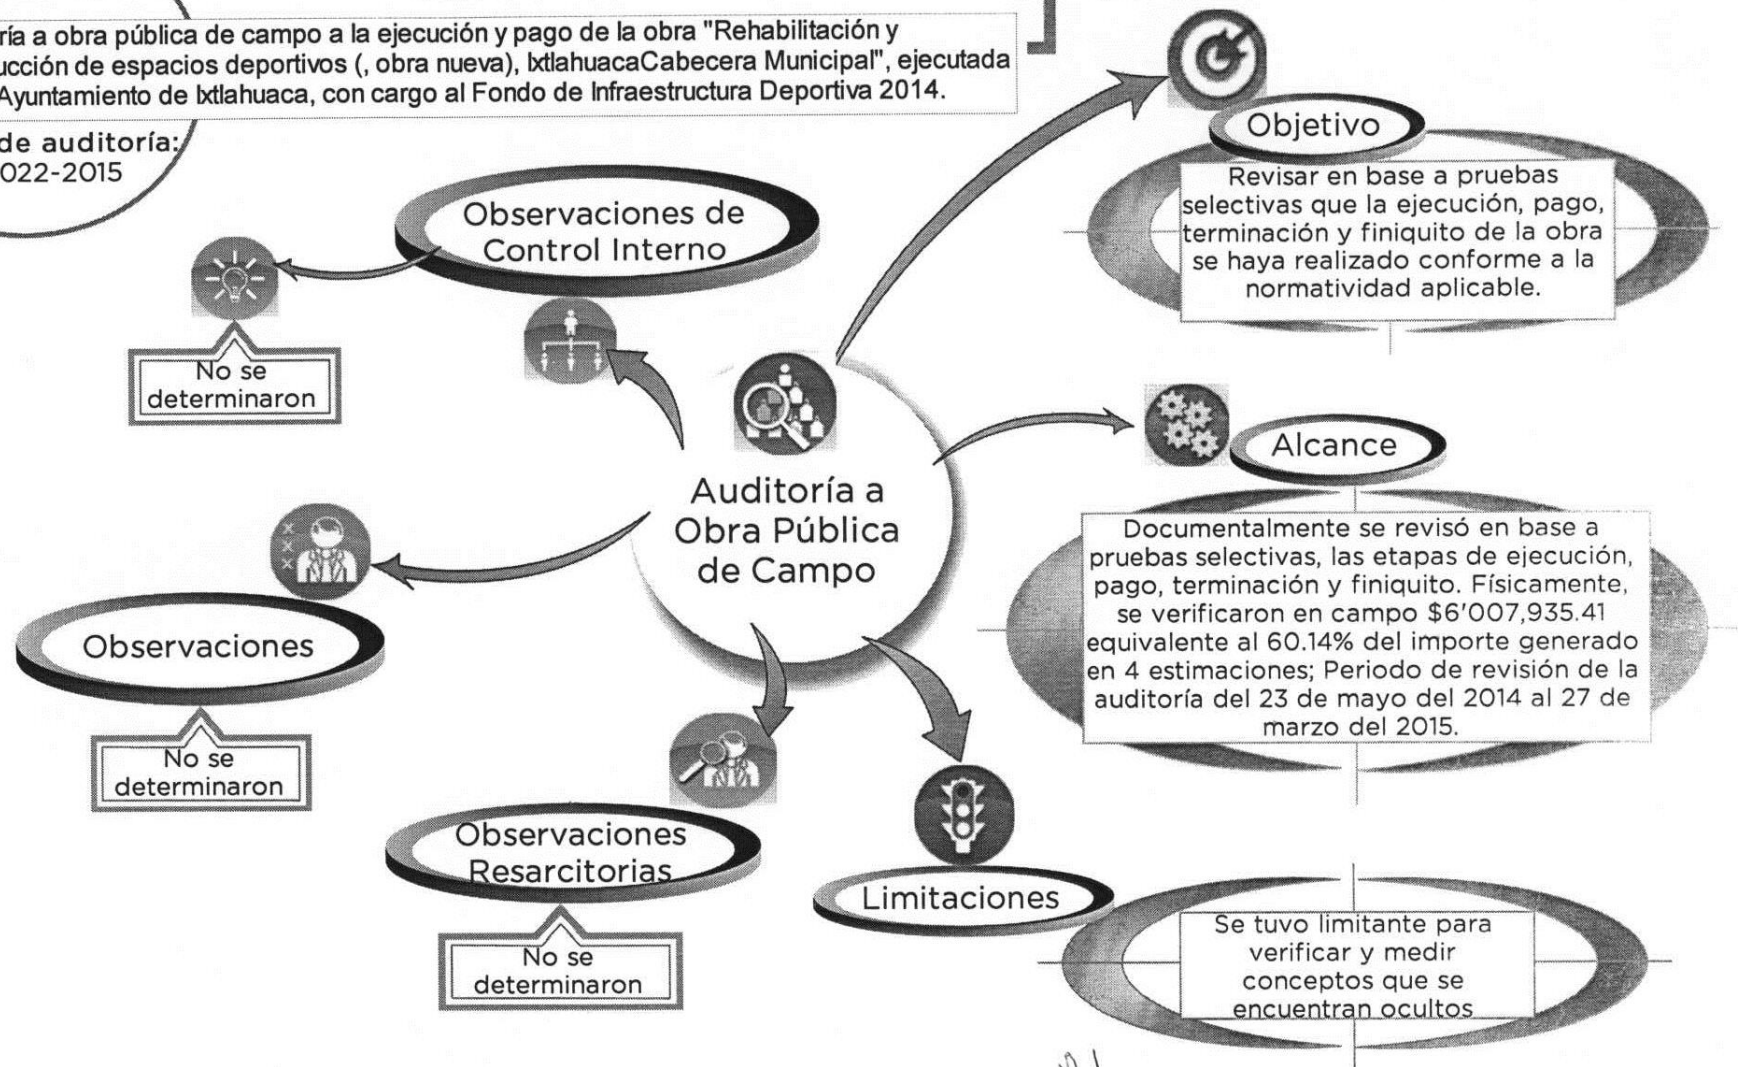 ría a obra pública de campo a la ejecución y pago de la obra "Rehabilitación y
ucción de espacios deportivos (, obra nueva), IxtlahuacaCabecera Municipal", ejecutada
Ayuntamiento de Ixtlahuaca, con cargo al Fondo de Infraestructura Deportiva 2014.
de auditoría:
022-2015
Objetivo
Revisar en base a pruebas
selectivas que la ejecución, pago,
terminación y finiquito de la obra
se haya realizado conforme a la
normatividad aplicable.
Observaciones de
Control Interno
No se
determinaron
Auditoría a
Obra Pública
de Campo
Alcance
Documentalmente se revisó en base a
pruebas selectivas, las etapas de ejecución,
pago, terminación y finiquito. Físicamente,
se verificaron en campo $6'007,935.41
equivalente al 60.14% del importe generado
en 4 estimaciones; Periodo de revisión de la
auditoría del 23 de mayo del 2014 al 27 de
marzo del 2015.
Observaciones
No se
determinaron
Observaciones
Resarcitorias
No se
determinaron
Limitaciones
Se tuvo limitante para
verificar y medir
conceptos que se
encuentran ocultos